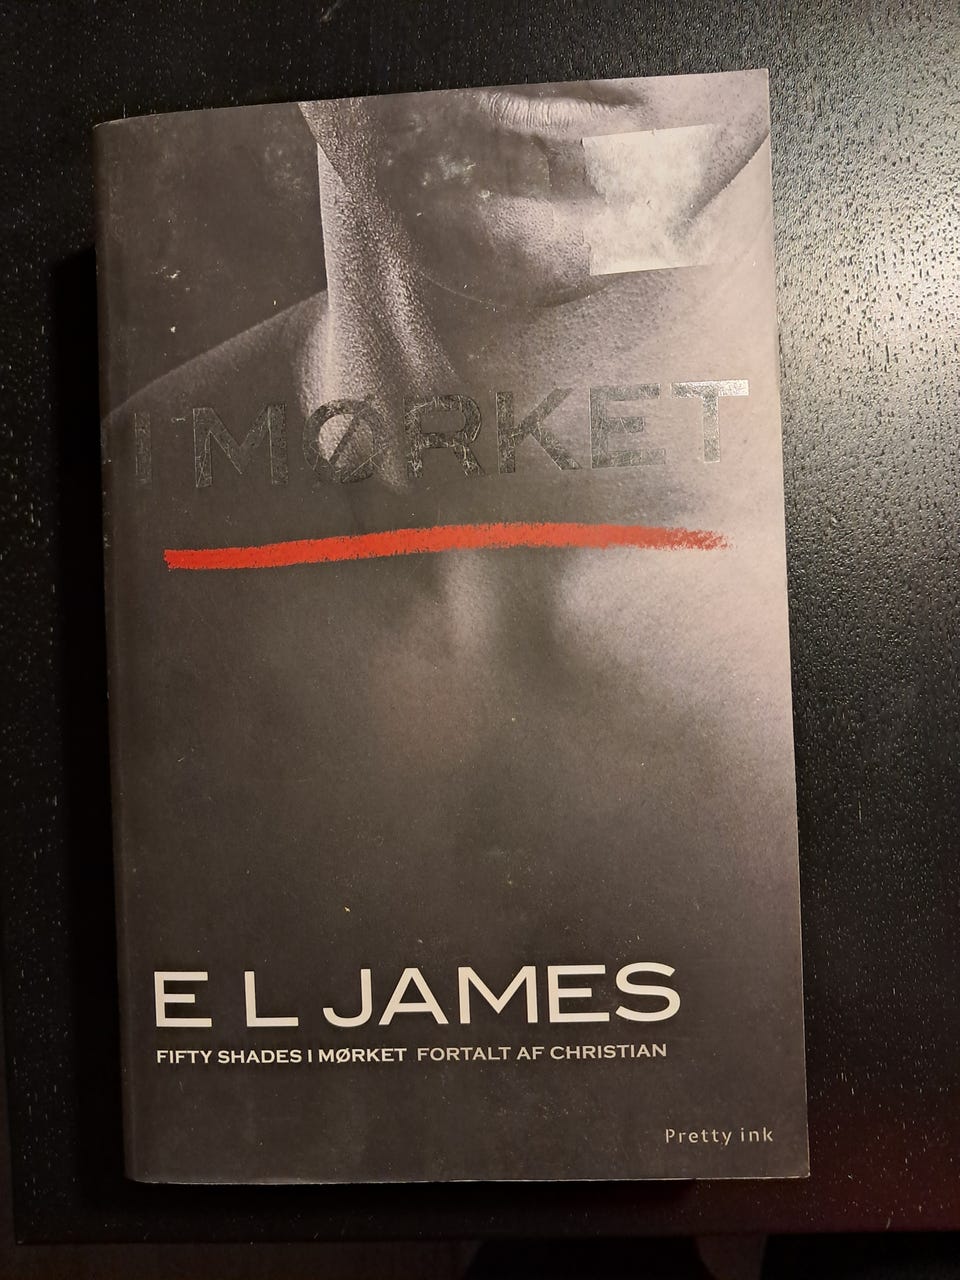 I MØRKET
E L JAMES
FIFTY SHADES I MØRKET FORTALT AF CHRISTIAN
Pretty ink